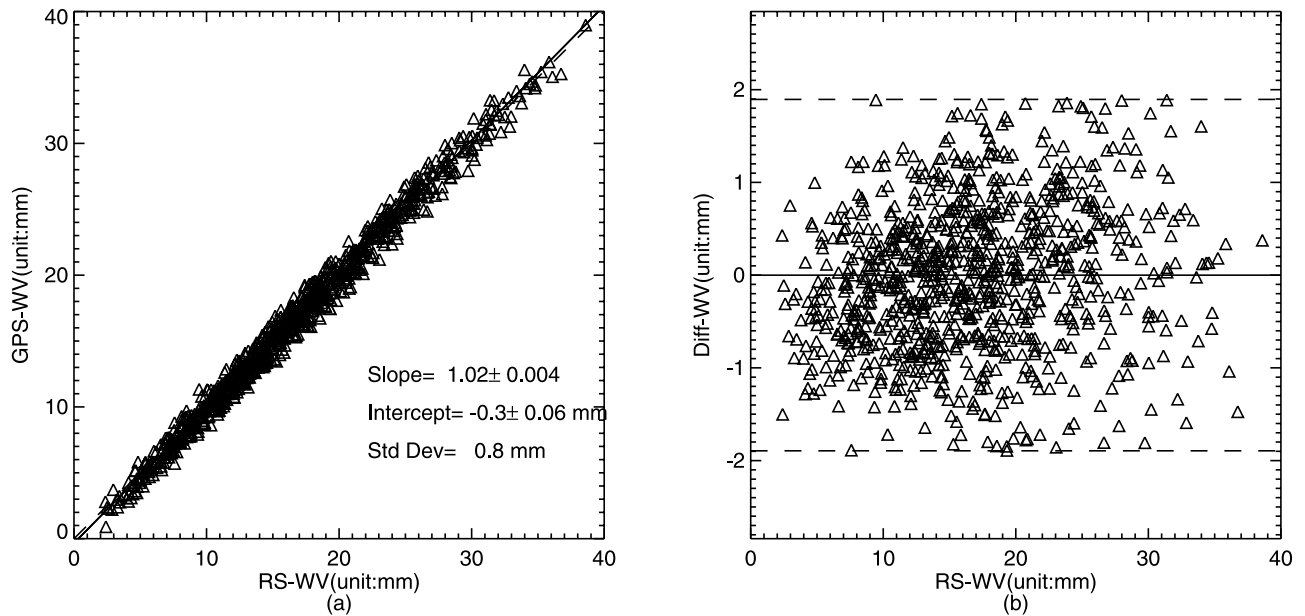 40
30
20
10
0
GPS-WV(unit:mm)
Slope= 1.02± 0.004
Intercept= -0.3± 0.06 mm
Std Dev= 0.8 mm
0 10 20 30 40
RS-WV(unit:mm)
(a)
2
1
0
-1
-2
Diff-WV(unit:mm)
0 10 20 30 40
RS-WV(unit:mm)
(b)